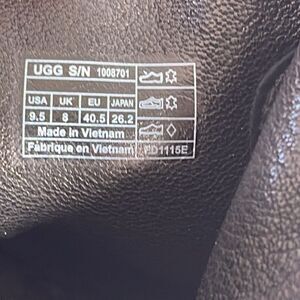 UGG S/N 1008701
USA UK EU JAPAN
9.5 8 40.5 26.2
Made in Vietnam
Fabriqué en Vietnam FD1115E